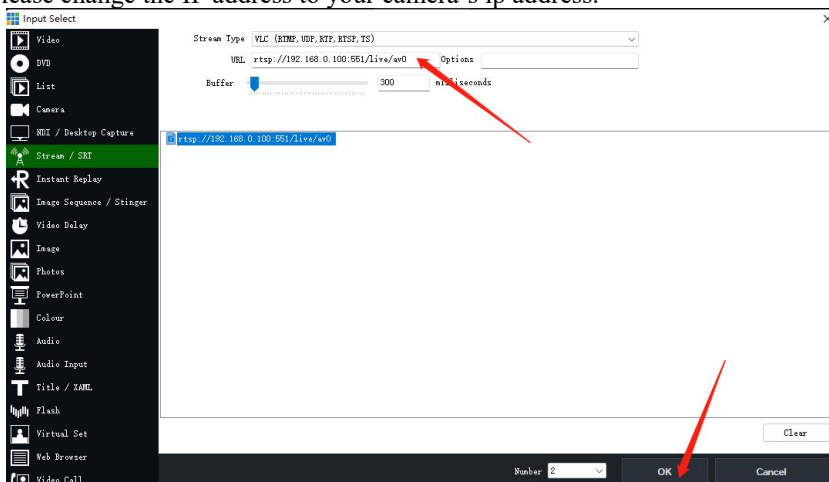 lease change the IP address to your camera's ip address.
Input Select
Video
DVD
List
Camera
NDI / Desktop Capture
Stream / SRT
Instant Replay
Image Sequence / Stinger
Video Delay
Image
Photos
PowerPoint
Colour
Audio
Audio Input
Title / XAML
Flash
Virtual Set
Web Browser
Video Call
Stream Type VLC (RTMP, UDP, RTP, RTSP, TS)
URL rtsp://192.168.0.100:551/live/av0 Options
Buffer 300 milliseconds
rtsp://192.168.0.100:551/live/av0
Clear
Number 2 OK Cancel